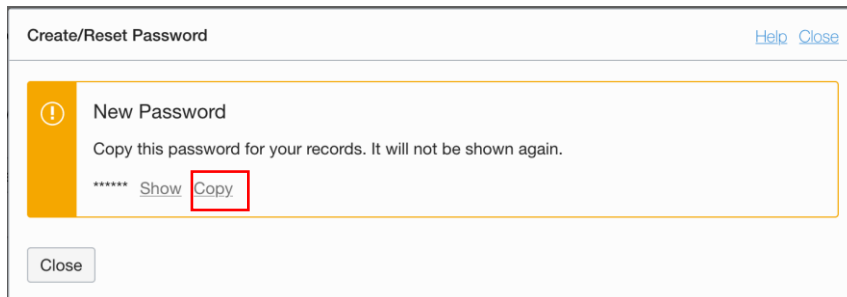 Create/Reset Password Help Close
New Password
Copy this password for your records. It will not be shown again.
****** Show Copy
Close